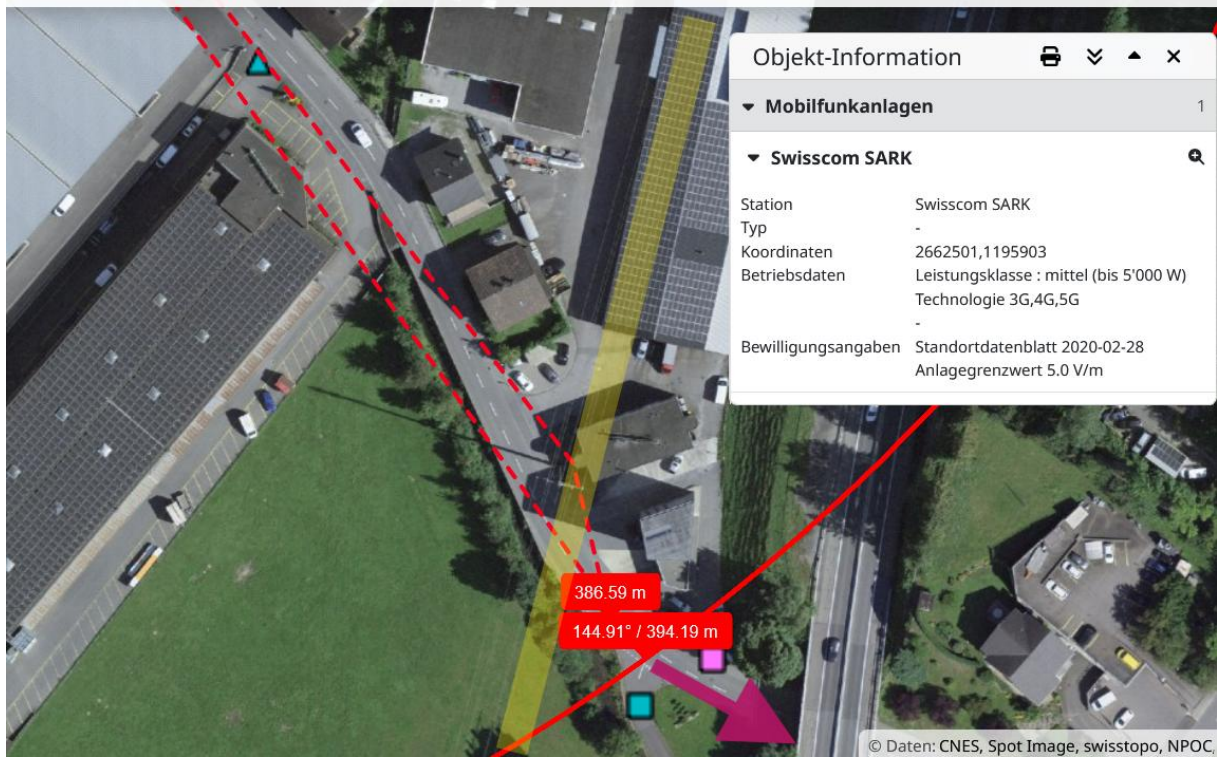 Objekt-Information
Mobilfunkanlagen 1
Swisscom SARK
Station Swisscom SARK
Typ -
Koordinaten 2662501,1195903
Betriebsdaten Leistungsklasse : mittel (bis 5'000 W)
Technologie 3G,4G,5G
-
Bewilligungsangaben Standortdatenblatt 2020-02-28
Anlagegrenzwert 5.0 V/m
386.59 m
144.91° / 394.19 m
© Daten: CNES, Spot Image, swisstopo, NPOC,